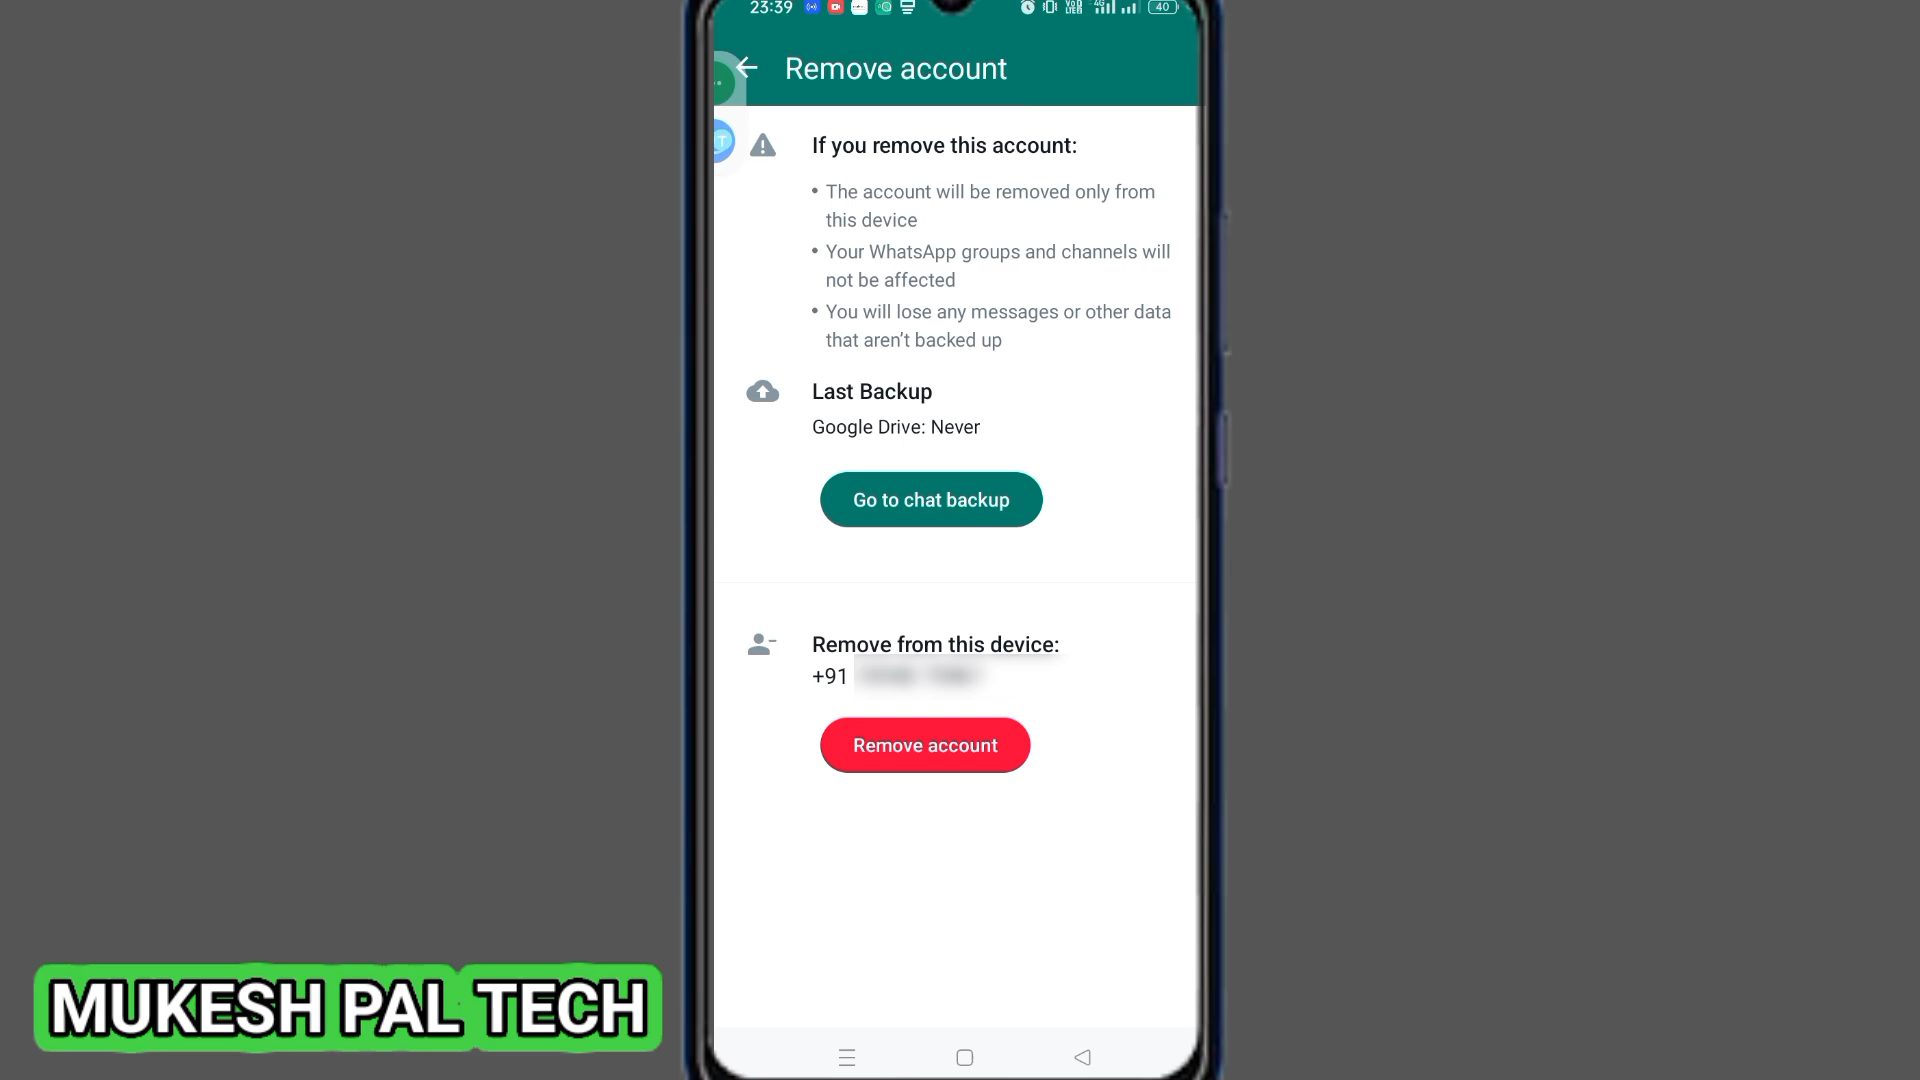 23:39
40
Remove account
If you remove this account:
• The account will be removed only from
this device
• Your WhatsApp groups and channels will
not be affected
• You will lose any messages or other data
that aren’t backed up
Last Backup
Google Drive: Never
Go to chat backup
Remove from this device:
+91
Remove account
MUKESH PAL TECH